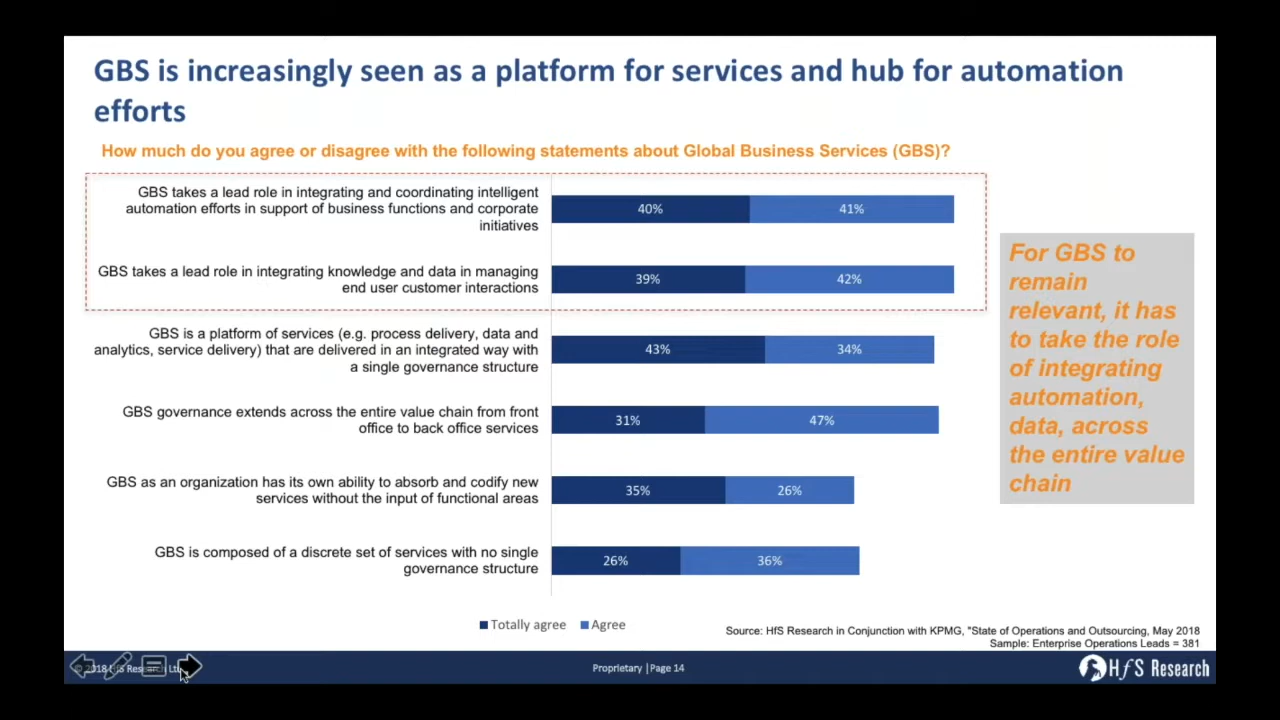 GBS is increasingly seen as a platform for services and hub for automation
efforts
How much do you agree or disagree with the following statements about Global Business Services (GBS)?
GBS takes a lead role in integrating and coordinating intelligent
automation efforts in support of business functions and corporate
initiatives
40% 41%
GBS takes a lead role in integrating knowledge and data in managing
end user customer interactions
39% 42%
GBS is a platform of services (e.g. process delivery, data and
analytics, service delivery) that are delivered in an integrated way with
a single governance structure
43% 34%
GBS governance extends across the entire value chain from front
office to back office services
31% 47%
GBS as an organization has its own ability to absorb and codify new
services without the input of functional areas
35% 26%
GBS is composed of a discrete set of services with no single
governance structure
26% 36%
Totally agree Agree
For GBS to
remain
relevant, it has
to take the role
of integrating
automation,
data, across
the entire value
chain
Source: HfS Research in Conjunction with KPMG, "State of Operations and Outsourcing, May 2018
Sample: Enterprise Operations Leads = 381
2018 HfS Research
Proprietary | Page 14
HfS Research